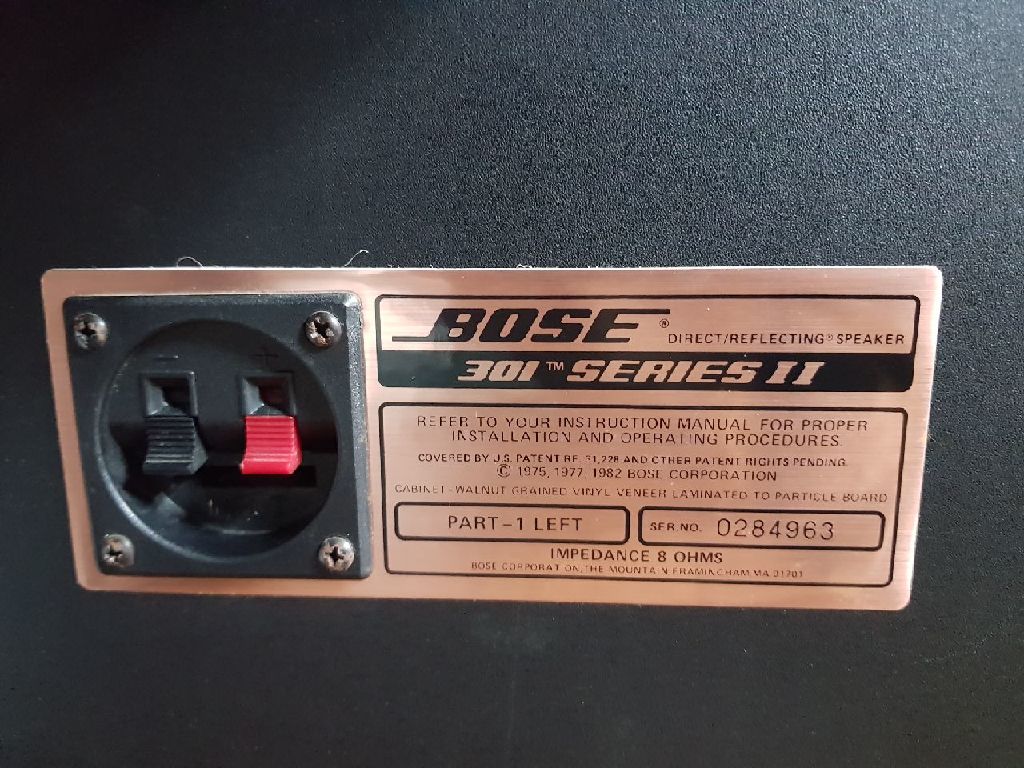 - +
BOSE®
DIRECT/REFLECTING® SPEAKER
301™ SERIES II
REFER TO YOUR INSTRUCTION MANUAL FOR PROPER
INSTALLATION AND OPERATING PROCEDURES.
COVERED BY U.S. PATENT RE. 31,228 AND OTHER PATENT RIGHTS PENDING.
© 1975, 1977, 1982 BOSE CORPORATION
CABINET-WALNUT GRAINED VINYL VENEER LAMINATED TO PARTICLE BOARD
PART-1 LEFT
SER. NO. 0284963
IMPEDANCE 8 OHMS
BOSE CORPORATION, THE MOUNTAIN FRAMINGHAM, MA 01701